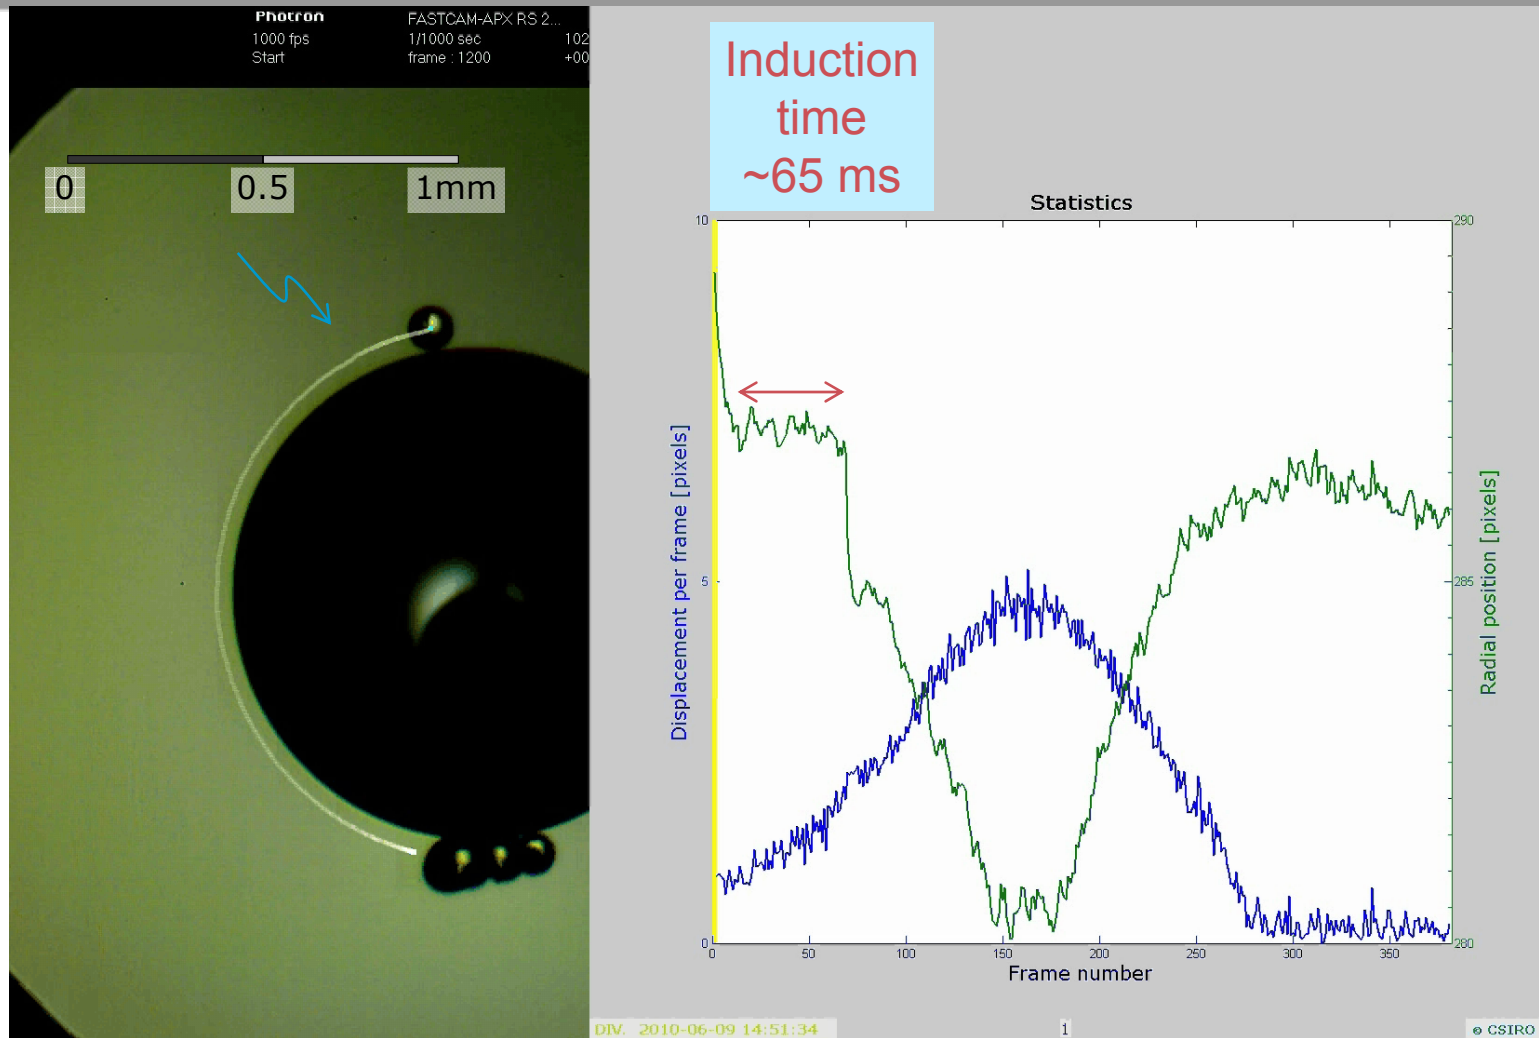 Photron
FASTCAM-APX RS 2...
1000 fps
1/1000 sec
102
Start
frame : 1200
+00
0
0.5
1mm
Induction
time
~65 ms
Statistics
10
5
0
290
285
280
Displacement per frame [pixels]
Radial position [pixels]
0
50
100
150
200
250
300
350
Frame number
DIV. 2010-06-09 14:51:34
1
© CSIRO